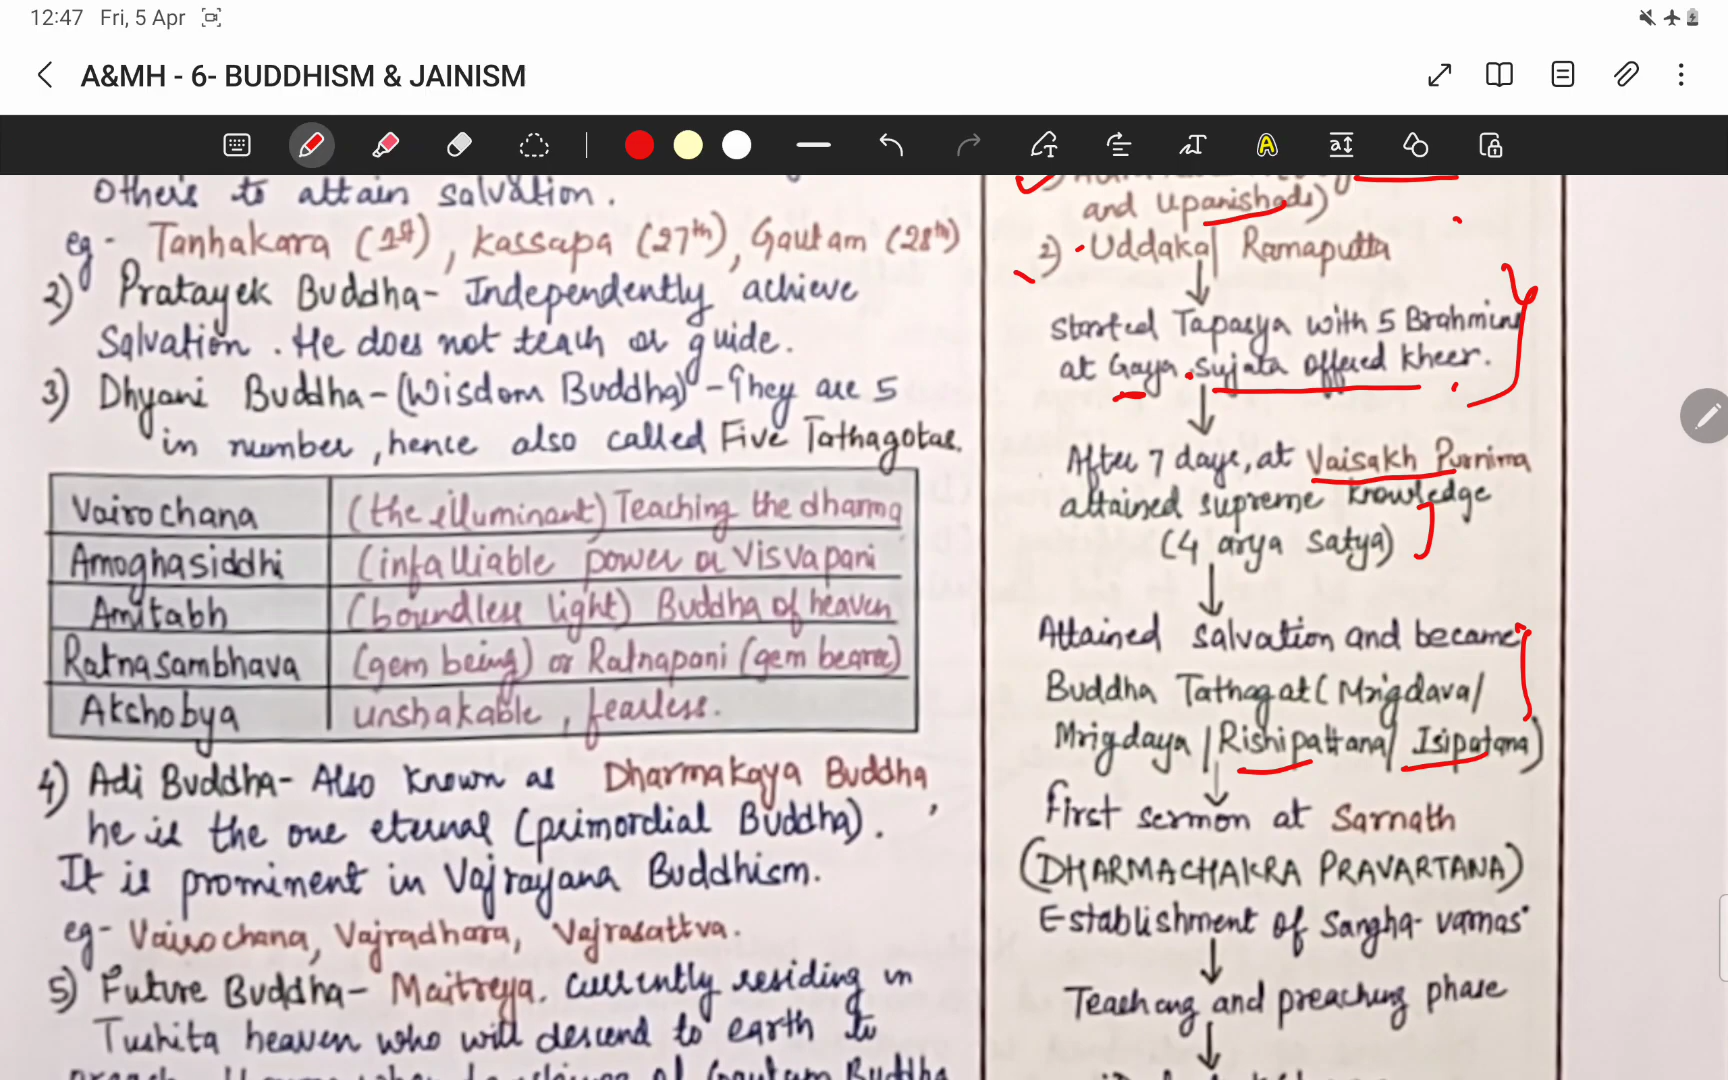 12:47 Fri, 5 Apr
A&MH - 6- BUDDHISM & JAINISM
Others to attain salvation.
eg- Tanhakara (1st), Kassapa (27th), Gautam (28th)
2) Pratayek Buddha- Independently achieve
Salvation. He does not teach or guide.
3) Dhyani Buddha-(Wisdom Buddha)-They are 5
in number, hence also called Five Tathagotas.
Vairochana (the illuminant) Teaching the dharma
Amoghasiddhi (infalliable power or Visvapani
Amitabh (boundless light) Buddha of heaven
Ratnasambhava (gem being) or Ratnapani (gem bearer)
Akshobya unshakable, fearless.
4) Adi Buddha- Also known as Dharmakaya Buddha,
he is the one eternal (primordial Buddha).
It is prominent in Vajrayana Buddhism.
eg- Vairochana, Vajradhara, Vajrasattva.
5) Future Buddha- Maitreya. Currently residing in
Tushita heaven who will descend to earth to
of Gautam Buddha
and Upanishads)
2) Uddaka Ramaputta
started Tapasya with 5 Brahmins
at Gaya. Sujata offered kheer.
After 7 days, at Vaisakh Purnima
attained supreme knowledge
(4 arya satya)
Attained salvation and became
Buddha Tathagat (Mrigdava/
Mrigdaya/Rishipattana/Isipatana)
First sermon at Sarnath
(DHARMACHAKRA PRAVARTANA)
Establishment of Sangha- varnas
Teaching and preaching phase